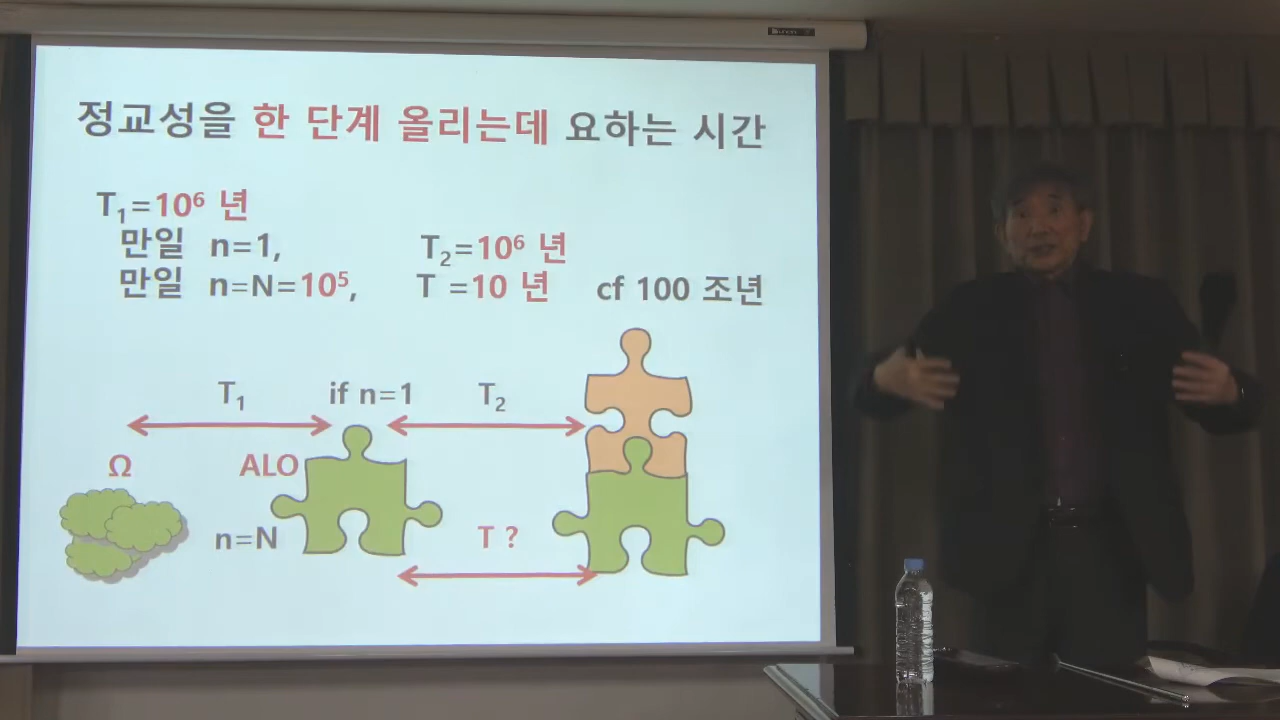 정교성을 한 단계 올리는데 요하는 시간
T₁=10⁶ 년
만일 n=1, T₂=10⁶ 년
만일 n=N=10⁵, T =10 년 cf 100 조년
T₁ if n=1 T₂
Ω ALO
n=N T ?